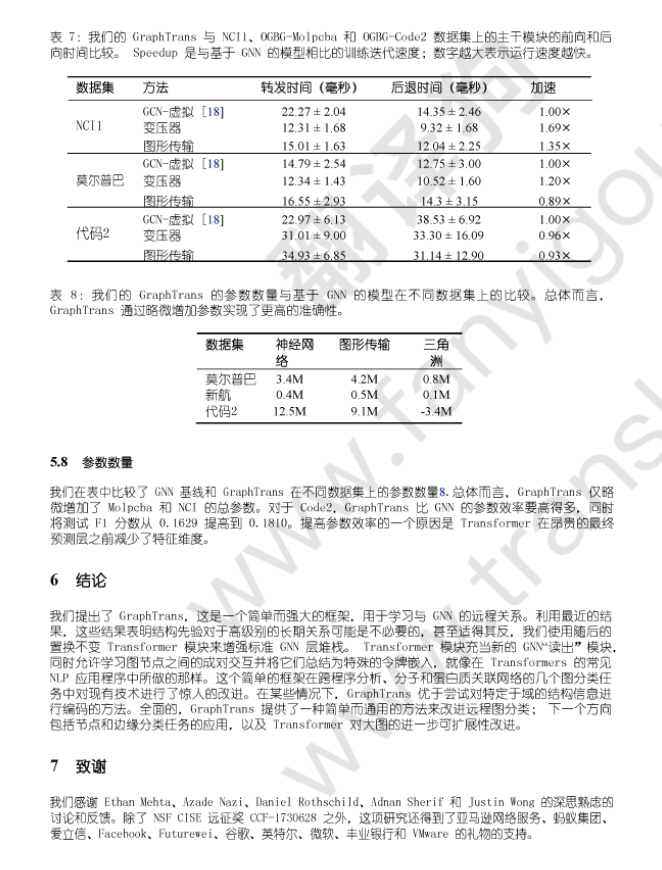 表 7: 我们的 GraphTrans 与 NCI1、OGBG-Molpcba 和 OGBG-Code2 数据集上的主干模块的前向和后
向时间比较。 Speedup 是与基于 GNN 的模型相比的训练迭代速度; 数字越大表示运行速度越快。
数据集 方法 转发时间 (毫秒) 后退时间 (毫秒) 加速
GCN-虚拟 [18] 22.27 ± 2.04 14.35 ± 2.46 1.00×
NCI1 变压器 12.31 ± 1.68 9.32 ± 1.68 1.69×
图形传输 15.01 ± 1.63 12.04 ± 2.25 1.35×
GCN-虚拟 [18] 14.79 ± 2.54 12.75 ± 3.00 1.00×
莫尔普巴 变压器 12.34 ± 1.43 10.52 ± 1.60 1.20×
图形传输 16.55 ± 2.93 14.3 ± 3.15 0.89×
GCN-虚拟 [18] 22.97 ± 6.13 38.53 ± 6.92 1.00×
代码2 变压器 31.01 ± 9.00 33.30 ± 16.09 0.96×
图形传输 34.93 ± 6.85 31.14 ± 12.90 0.93×
表 8: 我们的 GraphTrans 的参数数量与基于 GNN 的模型在不同数据集上的比较。总体而言,
GraphTrans 通过略微增加参数实现了更高的准确性。
数据集 神经网 图形传输 三角
络 洲
莫尔普巴 3.4M 4.2M 0.8M
新航 0.4M 0.5M 0.1M
代码2 12.5M 9.1M -3.4M
5.8 参数数量
我们在表中比较了 GNN 基线和 GraphTrans 在不同数据集上的参数数量8. 总体而言, GraphTrans 仅略
微增加了 Molpcba 和 NCI 的总参数。对于 Code2, GraphTrans 比 GNN 的参数效率要高得多, 同时
将测试 F1 分数从 0.1629 提高到 0.1810。提高参数效率的一个原因是 Transformer 在昂贵的最终
预测层之前减少了特征维度。
6 结论
我们提出了 GraphTrans, 这是一个简单而强大的框架, 用于学习与 GNN 的远程关系。利用最近的结
果, 这些结果表明结构先验对于高级别的长期关系可能是不必要的, 甚至适得其反, 我们使用随后的
置换不变 Transformer 模块来增强标准 GNN 层堆栈。 Transformer 模块充当新的 GNN“读出” 模块,
同时允许学习图节点之间的成对交互并将它们总结为特殊的令牌嵌入, 就像在 Transformers 的常见
NLP 应用程序中所做的那样。这个简单的框架在跨程序分析、分子和蛋白质关联网络的几个图分类任
务中对现有技术进行了惊人的改进。在某些情况下, GraphTrans 优于尝试对特定于域的结构信息进
行编码的方法。全面的, GraphTrans 提供了一种简单而通用的方法来改进远程图分类; 下一个方向
包括节点和边缘分类任务的应用, 以及 Transformer 对大图的进一步可扩展性改进。
7 致谢
我们感谢 Ethan Mehta、Azade Nazi、Daniel Rothschild、Adnan Sherif 和 Justin Wong 的深思熟虑的
讨论和反馈。除了 NSF CISE 远征奖 CCF-1730628 之外, 这项研究还得到了亚马逊网络服务、蚂蚁集团、
爱立信、Facebook、Futurewei、谷歌、英特尔、微软、丰业银行和 VMware 的礼物的支持。
翻译狗
www.fanyigou
www.transl